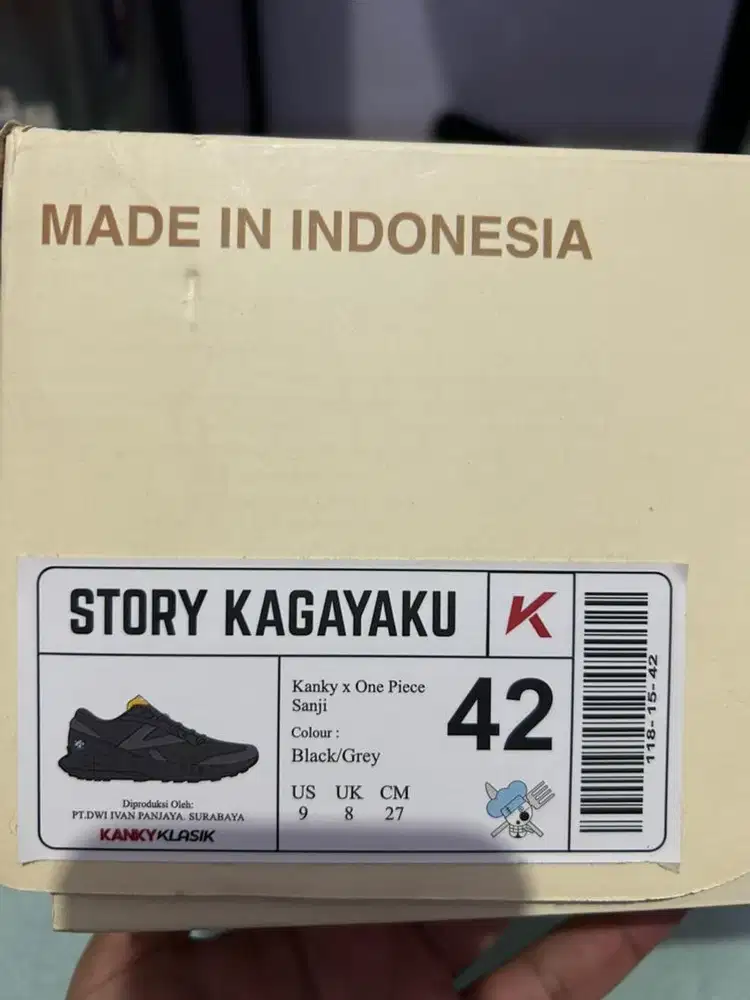 MADE IN INDONESIA
STORY KAGAYAKU
K
Kanky x One Piece
Sanji
Colour :
Black/Grey
42
US UK CM
9 8 27
Diproduksi Oleh:
PT.DWI IVAN PANJAYA. SURABAYA
KANKYKLASIK
118-15-42